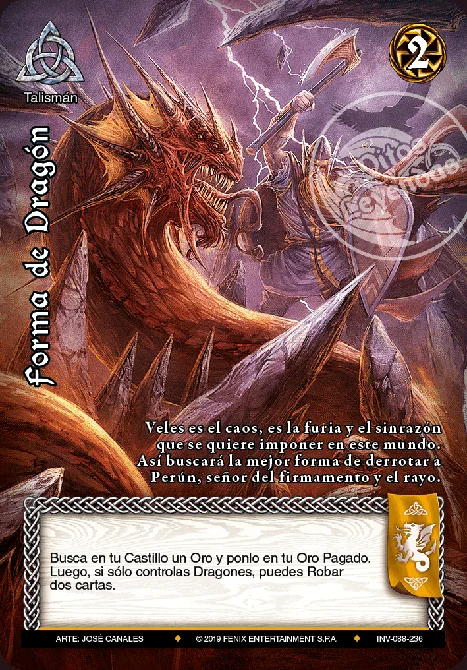 2
Talismán
Forma de Dragón
Mitos y Leyendas
Veles es el caos, es la furia y el sinrazón
que se quiere imponer en este mundo.
Así buscará la mejor forma de derrotar a
Perún, señor del firmamento y el rayo.
Busca en tu Castillo un Oro y ponlo en tu Oro Pagado.
Luego, si sólo controlas Dragones, puedes Robar
dos cartas.
ARTE: JOSÉ CANALES ♦ © 2019 FENIX ENTERTAINMENT S.P.A ♦ INV-088-236